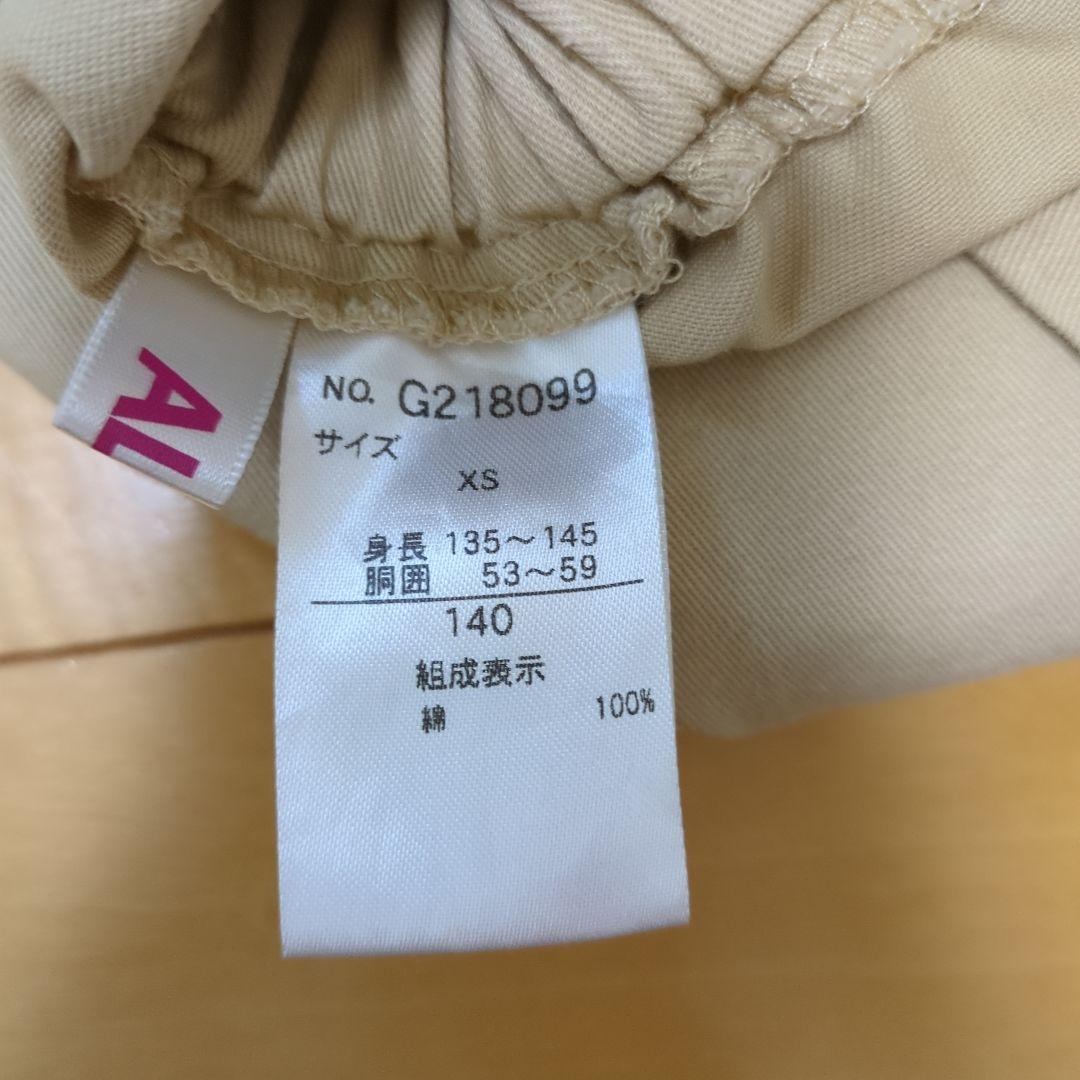 AL
NO. G218099
サイズ
XS
身長 135～145
胴囲 53～59
140
組成表示
綿 100%